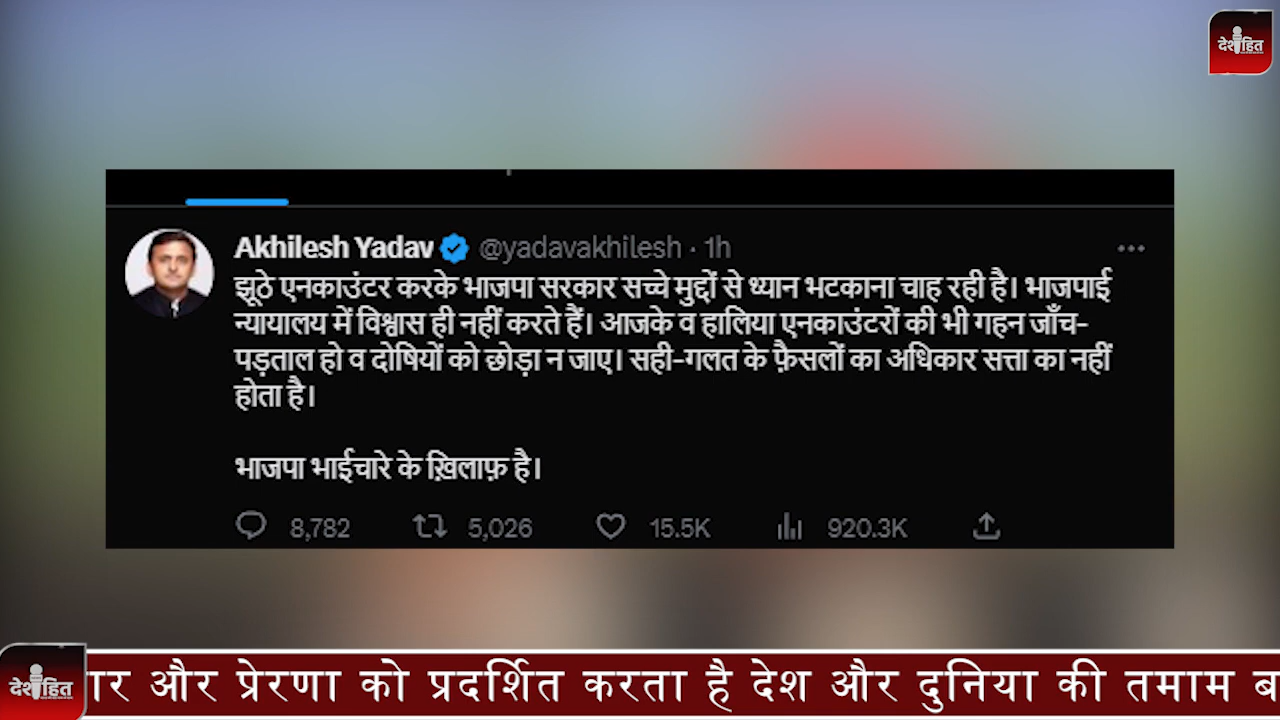 देशहित
Akhilesh Yadav @yadavakhilesh · 1h
झूठे एनकाउंटर करके भाजपा सरकार सच्चे मुद्दों से ध्यान भटकाना चाह रही है। भाजपाई
न्यायालय में विश्वास ही नहीं करते हैं। आजके व हालिया एनकाउंटरों की भी गहन जाँच-
पड़ताल हो व दोषियों को छोड़ा न जाए। सही-ग़लत के फ़ैसलों का अधिकार सत्ता का नहीं
होता है।
भाजपा भाईचारे के ख़िलाफ़ है।
8,782 5,026 15.5K 920.3K
देशहित
और प्रेरणा को प्रदर्शित करता है देश और दुनिया की तमाम